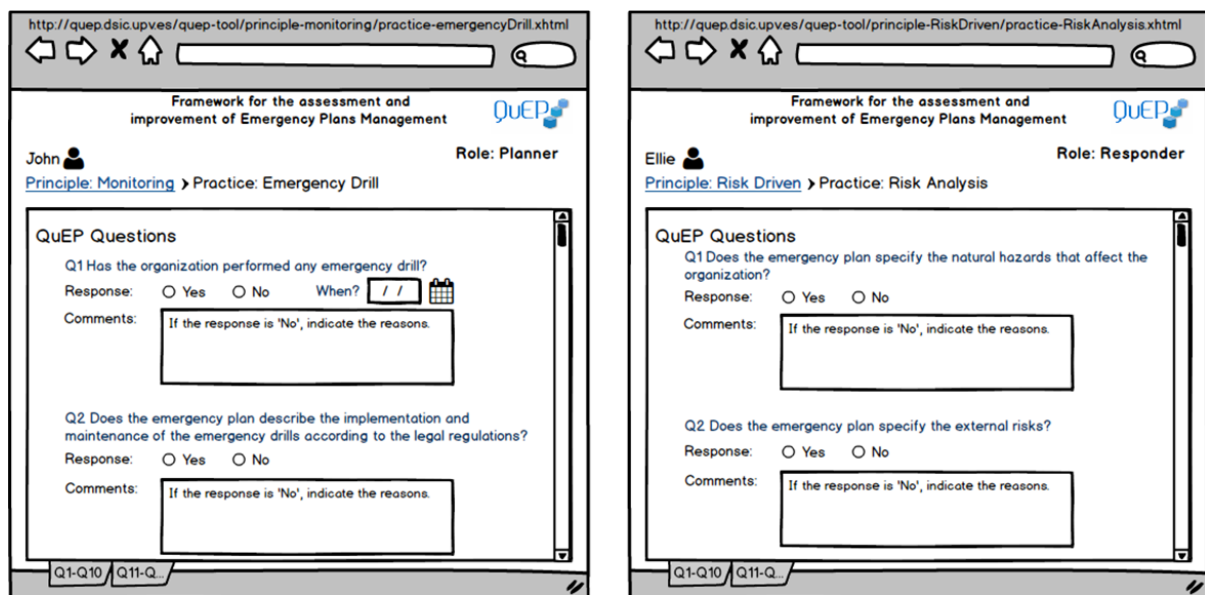 http://quep.dsic.upv.es/quep-tool/principle-monitoring/practice-emergencyDrill.xhtml
Framework for the assessment and
improvement of Emergency Plans Management
QuEP
John
Role: Planner
Principle: Monitoring > Practice: Emergency Drill
QuEP Questions
Q1 Has the organization performed any emergency drill?
Response: Yes No When? / /
Comments: If the response is 'No', indicate the reasons.
Q2 Does the emergency plan describe the implementation and
maintenance of the emergency drills according to the legal regulations?
Response: Yes No
Comments: If the response is 'No', indicate the reasons.
Q1-Q10 Q11-Q...
http://quep.dsic.upv.es/quep-tool/principle-RiskDriven/practice-RiskAnalysis.xhtml
Framework for the assessment and
improvement of Emergency Plans Management
QuEP
Ellie
Role: Responder
Principle: Risk Driven > Practice: Risk Analysis
QuEP Questions
Q1 Does the emergency plan specify the natural hazards that affect the
organization?
Response: Yes No
Comments: If the response is 'No', indicate the reasons.
Q2 Does the emergency plan specify the external risks?
Response: Yes No
Comments: If the response is 'No', indicate the reasons.
Q1-Q10 Q11-Q...